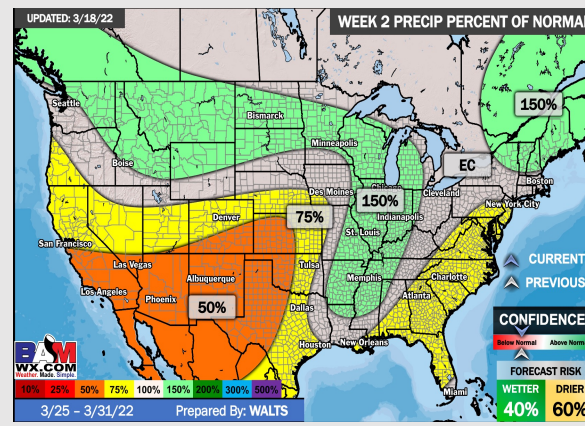 UPDATED: 3/18/22
WEEK 2 PRECIP PERCENT OF NORMAL
Seattle
Bismarck
150%
Minneapolis
Boise
EC
Boston
Des Moines
Chicago
Cleveland
150%
New York City
Denver
75%
Indianapolis
St. Louis
San Francisco
Las Vegas
Tulsa
CURRENT
Albuquerque
Memphis
Charlotte
Los Angeles
Phoenix
50%
Atlanta
PREVIOUS
Dallas
CONFIDENCE
Houston
New Orleans
Below Normal
Above Norm
BAM
WX.COM
Weather. Made. Simple.
FORECAST RISK
Miami
10% 25% 50% 75% 100% 150% 200% 300% 500%
WETTER
DRIER
40%
60%
3/25 – 3/31/22
Prepared By: WALTS